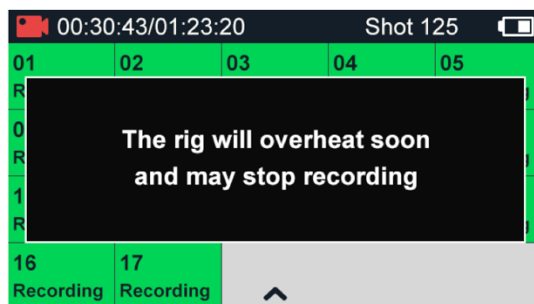 00:30:43/01:23:20 Shot 125
01 02 03 04 05
The rig will overheat soon
and may stop recording
16 17
Recording Recording